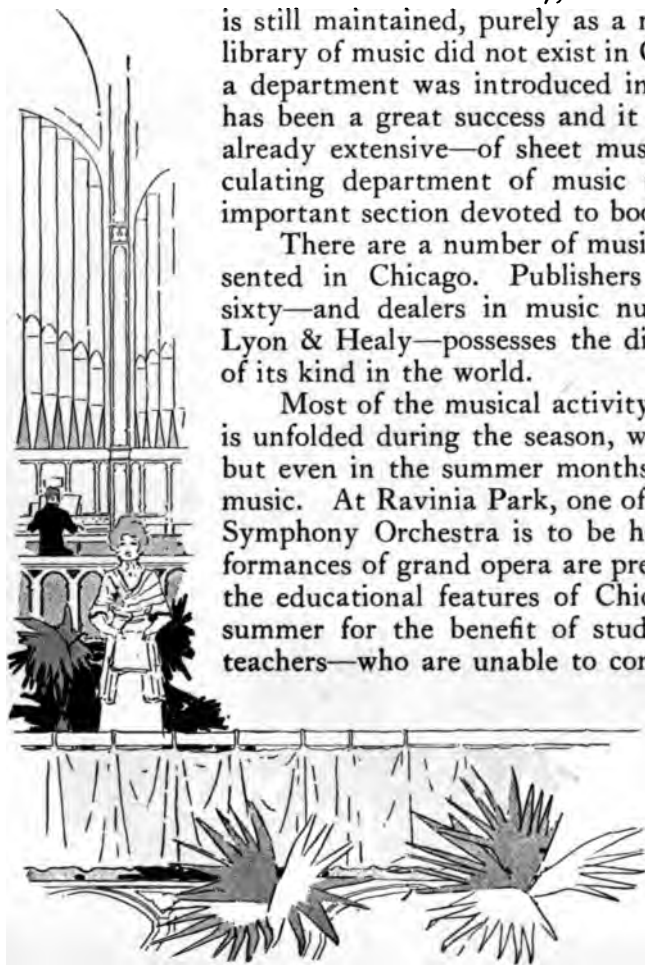 is still maintained, purely as a
library of music did not exist in
a department was introduced in
has been a great success and it
already extensive—of sheet mus
culating department of music
important section devoted to boo
There are a number of musi
sented in Chicago. Publishers
sixty—and dealers in music nu
Lyon & Healy—possesses the di
of its kind in the world.
Most of the musical activity
is unfolded during the season, w
but even in the summer months
music. At Ravinia Park, one of
Symphony Orchestra is to be h
formances of grand opera are pre
the educational features of Chic
summer for the benefit of stud
teachers—who are unable to con